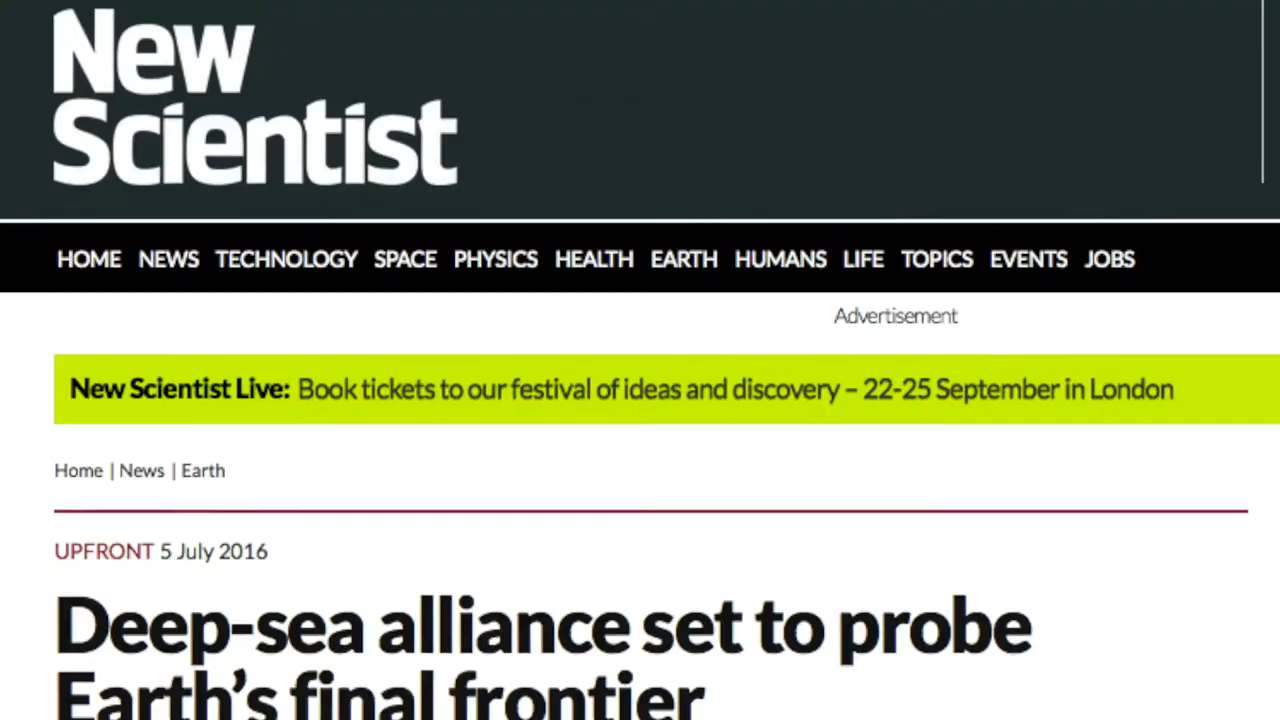 New
Scientist
HOME NEWS TECHNOLOGY SPACE PHYSICS HEALTH EARTH HUMANS LIFE TOPICS EVENTS JOBS
Advertisement
New Scientist Live: Book tickets to our festival of ideas and discovery – 22-25 September in London
Home | News | Earth
UPFRONT 5 July 2016
Deep-sea alliance set to probe
Earth’s final frontier